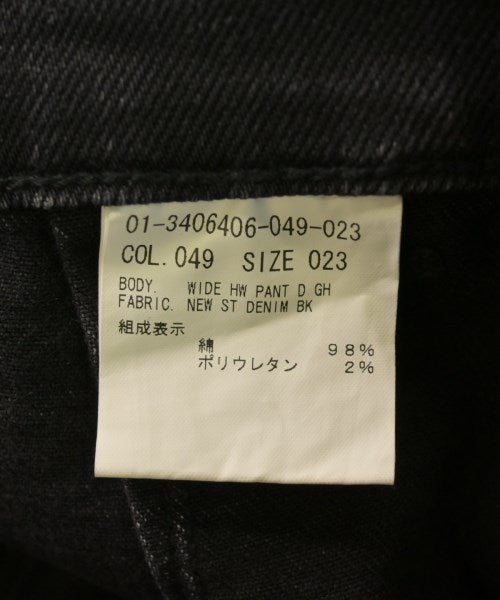 01-3406406-049-023
COL. 049 SIZE 023
BODY. WIDE HW PANT D GH
FABRIC. NEW ST DENIM BK
組成表示
綿 98%
ポリウレタン 2%